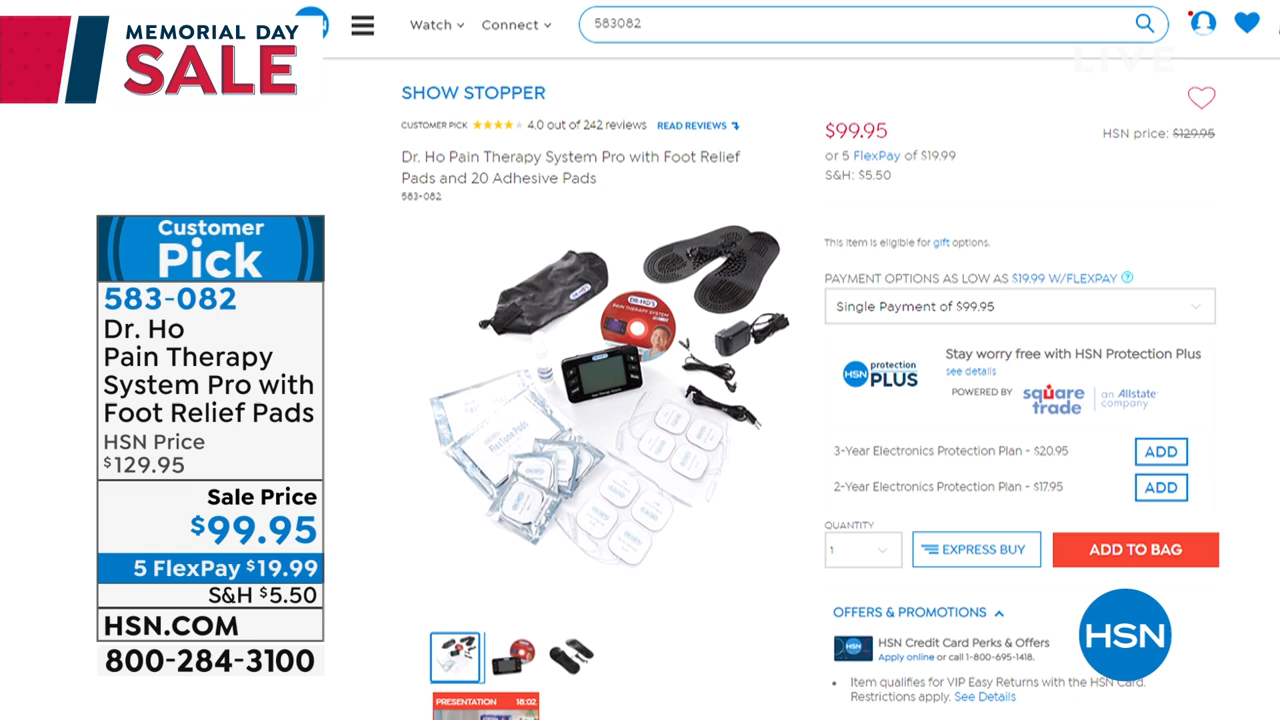 MEMORIAL DAY
SALE
Watch
Connect
583082
LIVE
SHOW STOPPER
CUSTOMER PICK 4.0 out of 242 reviews READ REVIEWS
Dr. Ho Pain Therapy System Pro with Foot Relief
Pads and 20 Adhesive Pads
583-082
$99.95
HSN price: $129.95
or 5 FlexPay of $19.99
S&H: $5.50
This item is eligible for gift options.
PAYMENT OPTIONS AS LOW AS $19.99 W/FLEXPAY ?
Single Payment of $99.95
HSN protection PLUS
Stay worry free with HSN Protection Plus
see details
POWERED BY square trade an Allstate company
3-Year Electronics Protection Plan - $20.95 ADD
2-Year Electronics Protection Plan - $17.95 ADD
QUANTITY
1
EXPRESS BUY
ADD TO BAG
OFFERS & PROMOTIONS
HSN Credit Card Perks & Offers
Apply online or call 1-800-695-1418.
• Item qualifies for VIP Easy Returns with the HSN Card.
Restrictions apply. See Details
HSN
Customer
Pick
583-082
Dr. Ho
Pain Therapy
System Pro with
Foot Relief Pads
HSN Price
$129.95
Sale Price
$99.95
5 FlexPay $19.99
S&H $5.50
HSN.COM
800-284-3100
DR-HO'S
PAIN THERAPY SYSTEM
FlexTone Pads
PRESENTATION 18:02